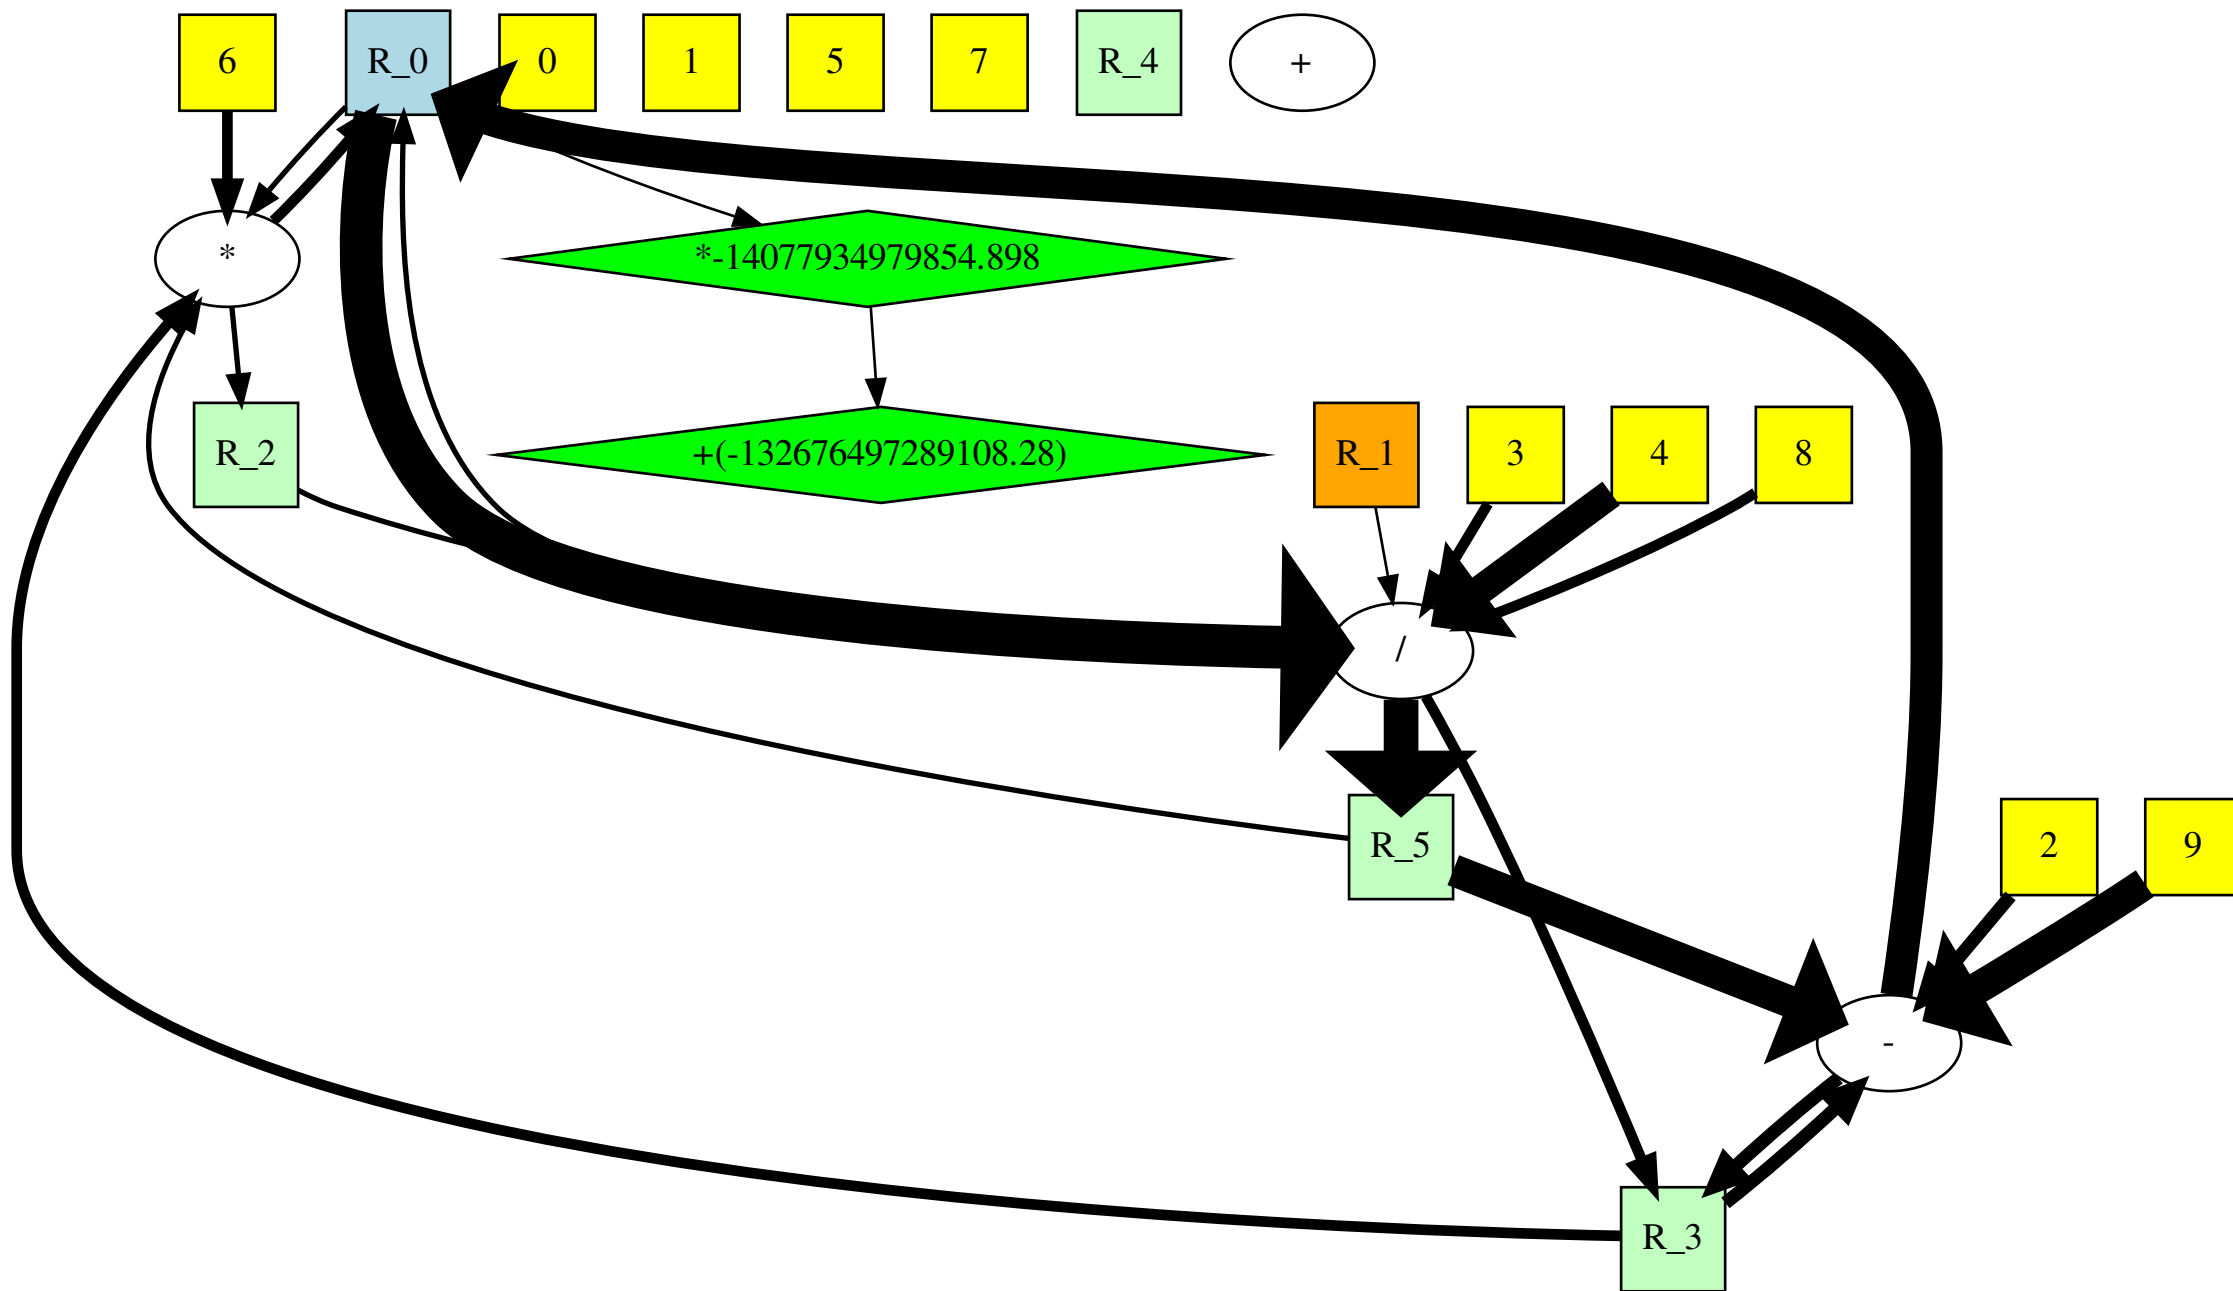 6
R_0
0
1
5
7
R_4
+
*
*-14077934979854.898
R_2
+(-132676497289108.28)
R_1
3
4
8
/
R_5
2
9
-
R_3